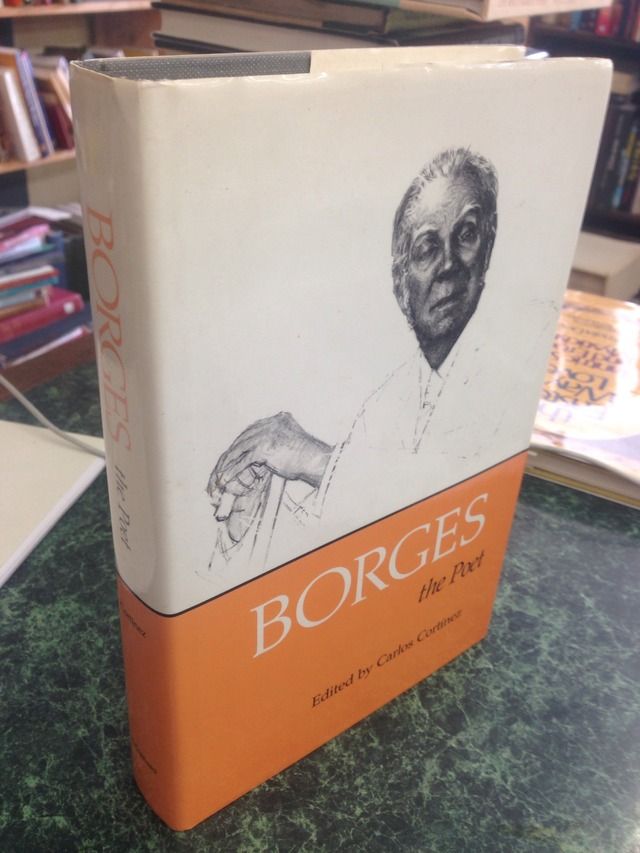 BORGES
the Poet
Edited by Carlos Cortínez
BORGES the Poet